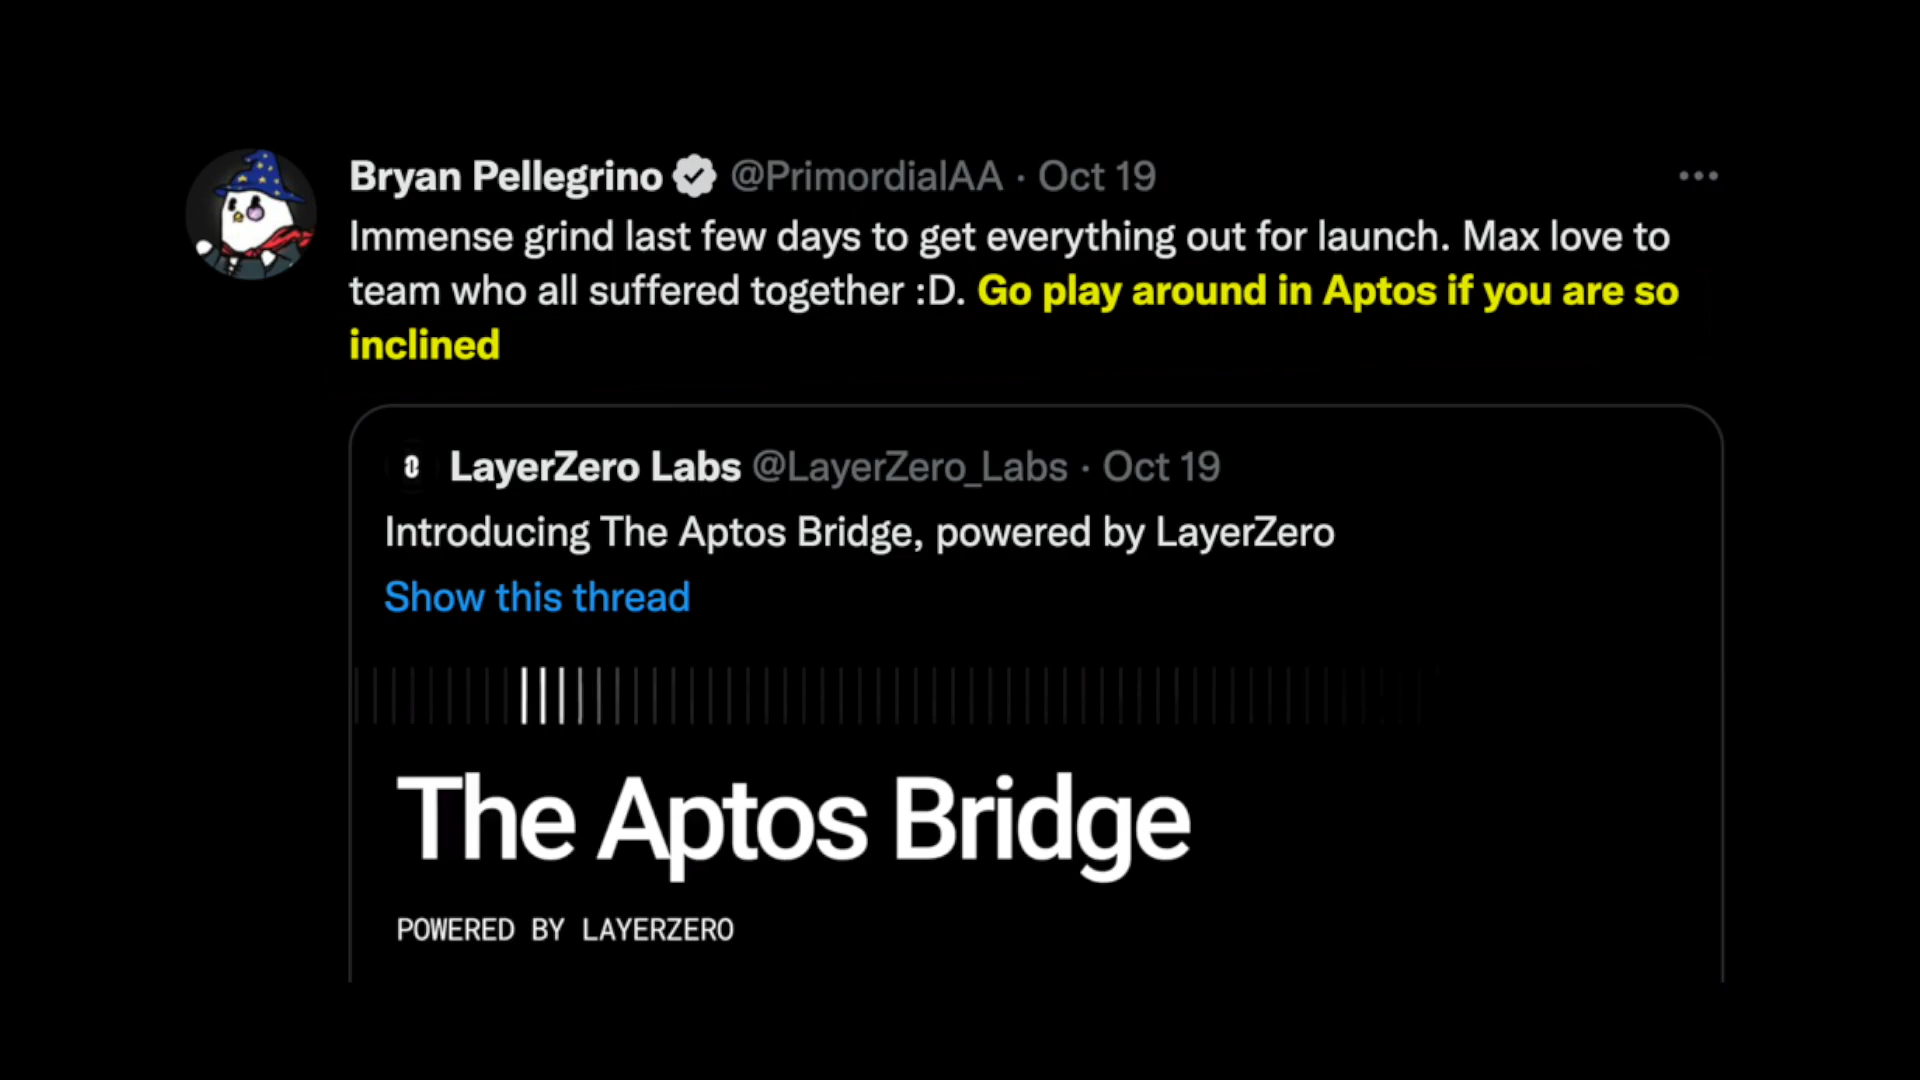 Bryan Pellegrino @PrimordialAA · Oct 19
Immense grind last few days to get everything out for launch. Max love to
team who all suffered together :D. Go play around in Aptos if you are so
inclined
LayerZero Labs @LayerZero_Labs · Oct 19
Introducing The Aptos Bridge, powered by LayerZero
Show this thread
The Aptos Bridge
POWERED BY LAYERZERO